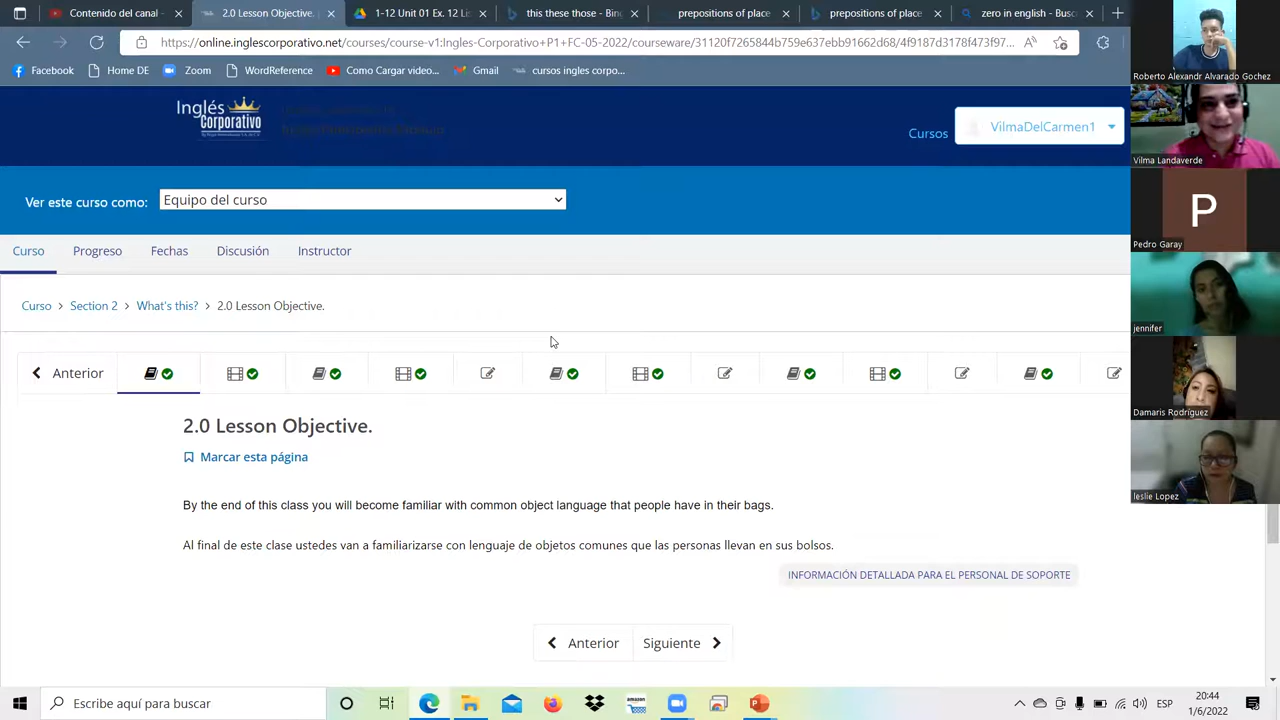 Contenido del curso
2.0 Lesson Objective.
1-12 Unit 01 Ex. 12 Lis
this these those - Bin
prepositions of place
prepositions of place
zero in english - Busc
https://online.inglescorporativo.net/courses/course-v1:Ingles-Corporativo+P1+FC-05-2022/courseware/31120f7265844b759e637ebb91662d68/4f9187d3178f473f97...
Facebook
Home DE
Zoom
WordReference
Como Cargar video...
Gmail
cursos ingles corpo...
Inglés
Corporativo
Cursos
VilmaDelCarmen1
Ver este curso como:
Equipo del curso
Curso
Progreso
Fechas
Discusión
Instructor
Curso > Section 2 > What's this? > 2.0 Lesson Objective.
Anterior
2.0 Lesson Objective.
Marcar esta página
By the end of this class you will become familiar with common object language that people have in their bags.
Al final de este clase ustedes van a familiarizarse con lenguaje de objetos comunes que las personas llevan en sus bolsos.
INFORMACIÓN DETALLADA PARA EL PERSONAL DE SOPORTE
Anterior
Siguiente
Roberto Alexandr Alvarado Gochez
Vilma Landaverde
P
Pedro Garay
jennifer
Damaris Rodríguez
leslie Lopez
Escribe aquí para buscar
amazon
ESP
20:44
1/6/2022